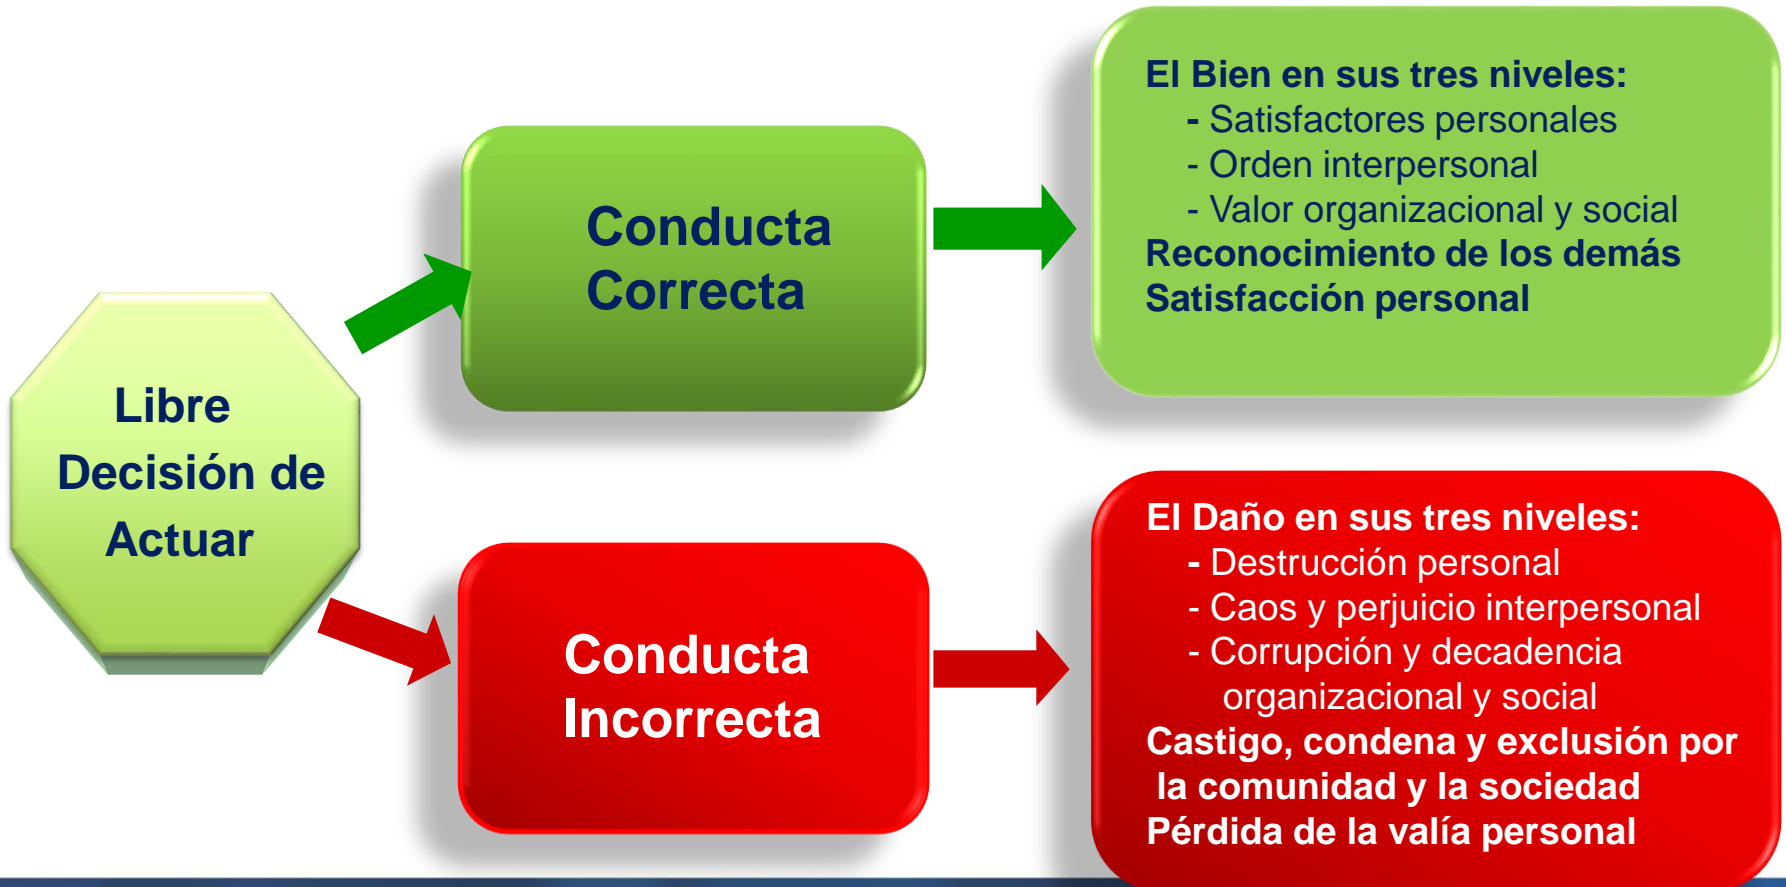 Libre
Decisión de
Actuar
Conducta
Correcta
El Bien en sus tres niveles:
- Satisfactores personales
- Orden interpersonal
- Valor organizacional y social
Reconocimiento de los demás
Satisfacción personal
Conducta
Incorrecta
El Daño en sus tres niveles:
- Destrucción personal
- Caos y perjuicio interpersonal
- Corrupción y decadencia
organizacional y social
Castigo, condena y exclusión por
la comunidad y la sociedad
Pérdida de la valía personal